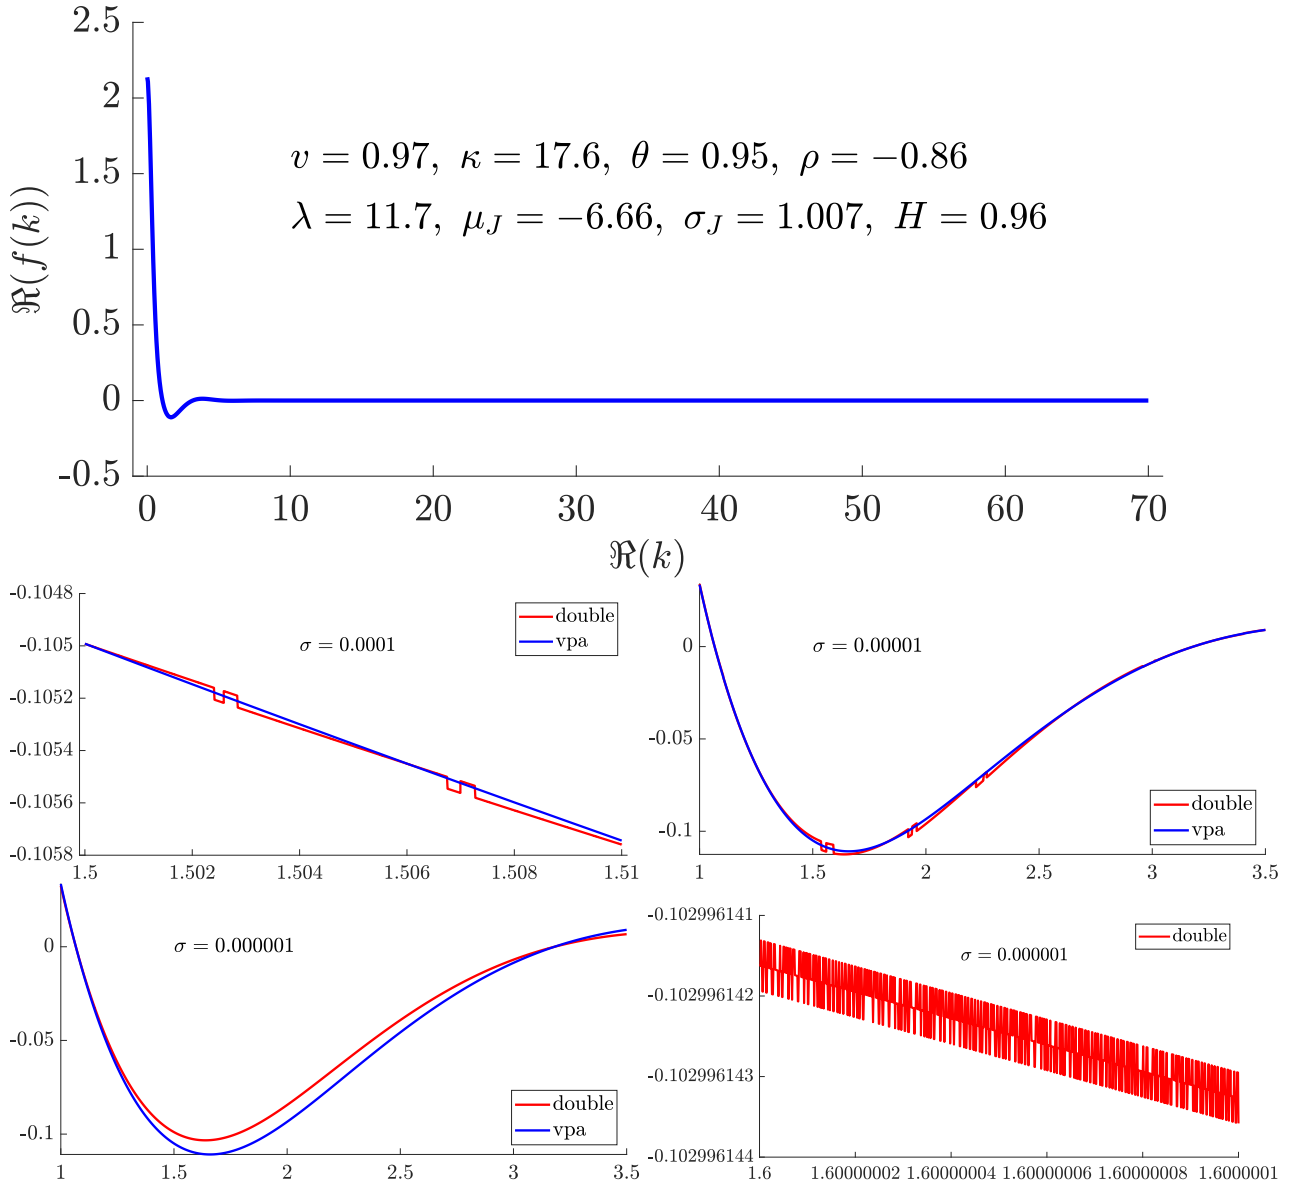 2.5
2
1.5
1
0.5
0
-0.5
ℜ(f(k))
v = 0.97, κ = 17.6, θ = 0.95, ρ = −0.86
λ = 11.7, μ_J = −6.66, σ_J = 1.007, H = 0.96
0 10 20 30 40 50 60 70
ℜ(k)
-0.1048
-0.105
-0.1052
-0.1054
-0.1056
-0.1058
σ = 0.0001
double
vpa
1.5 1.502 1.504 1.506 1.508 1.51
0
-0.05
-0.1
σ = 0.00001
double
vpa
1 1.5 2 2.5 3 3.5
0
-0.05
-0.1
σ = 0.000001
double
vpa
1 1.5 2 2.5 3 3.5
-0.102996141
-0.102996142
-0.102996143
-0.102996144
σ = 0.000001
double
1.6 1.60000002 1.60000004 1.60000006 1.60000008 1.6000001